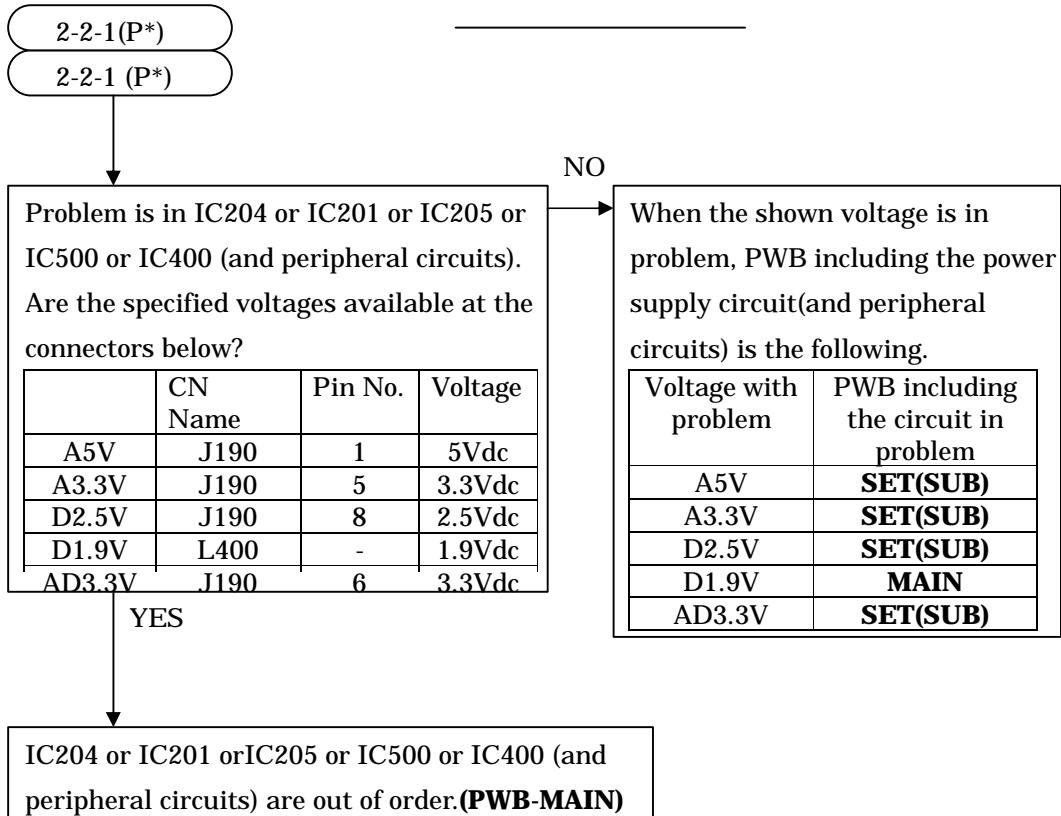 2-2-1(P*)
2-2-1 (P*)
NO
Problem is in IC204 or IC201 or IC205 or
IC500 or IC400 (and peripheral circuits).
Are the specified voltages available at the
connectors below?
CN Name Pin No. Voltage
A5V J190 1 5Vdc
A3.3V J190 5 3.3Vdc
D2.5V J190 8 2.5Vdc
D1.9V L400 - 1.9Vdc
AD3.3V J190 6 3.3Vdc
When the shown voltage is in
problem, PWB including the power
supply circuit(and peripheral
circuits) is the following.
Voltage with problem PWB including the circuit in problem
A5V SET(SUB)
A3.3V SET(SUB)
D2.5V SET(SUB)
D1.9V MAIN
AD3.3V SET(SUB)
YES
IC204 or IC201 orIC205 or IC500 or IC400 (and
peripheral circuits) are out of order.(PWB-MAIN)